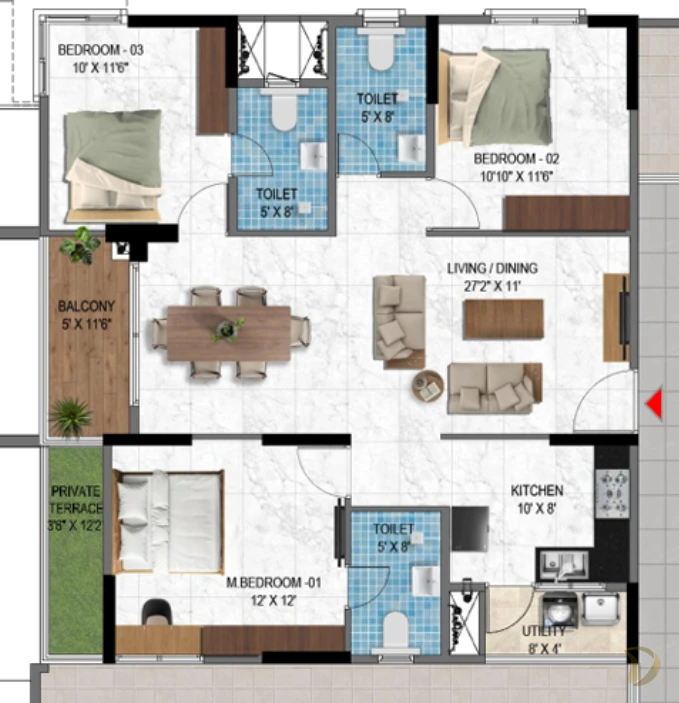 BEDROOM - 03
10' X 11'6"
TOILET
5' X 8'
TOILET
5' X 8'
BEDROOM - 02
10'10" X 11'6"
LIVING / DINING
27'2" X 11'
BALCONY
5' X 11'6"
PRIVATE
TERRACE
3'6" X 12'2
KITCHEN
10' X 8'
TOILET
5' X 8'
M.BEDROOM -01
12' X 12'
UTILITY
8' X 4'